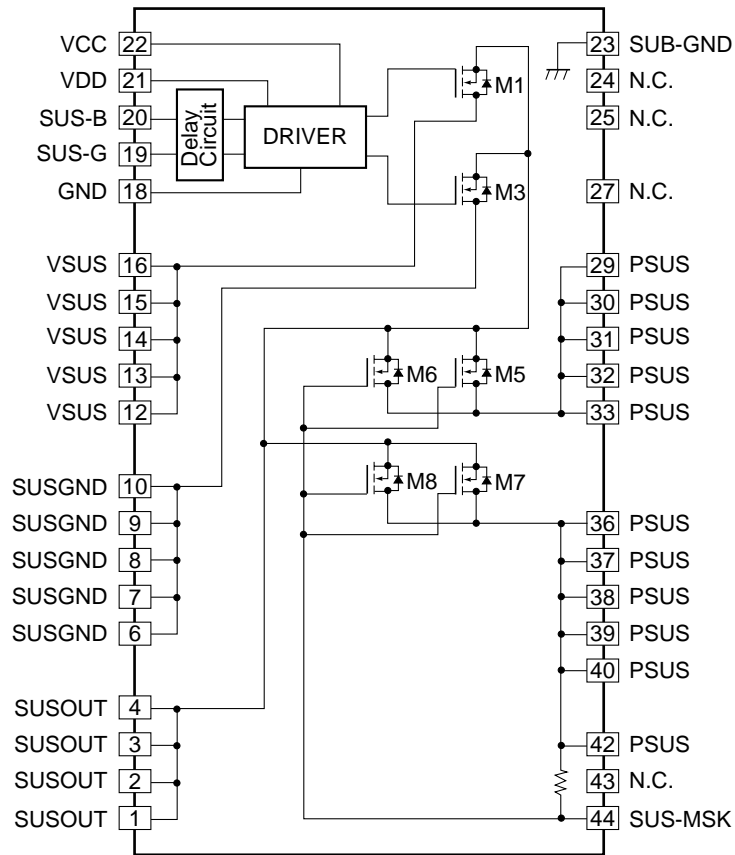 VCC 22
VDD 21
SUS-B 20
SUS-G 19
GND 18
VSUS 16
VSUS 15
VSUS 14
VSUS 13
VSUS 12
SUSGND 10
SUSGND 9
SUSGND 8
SUSGND 7
SUSGND 6
SUSOUT 4
SUSOUT 3
SUSOUT 2
SUSOUT 1
Delay
Circuit
DRIVER
M1
M3
M6
M5
M8
M7
23 SUB-GND
24 N.C.
25 N.C.
27 N.C.
29 PSUS
30 PSUS
31 PSUS
32 PSUS
33 PSUS
36 PSUS
37 PSUS
38 PSUS
39 PSUS
40 PSUS
42 PSUS
43 N.C.
44 SUS-MSK